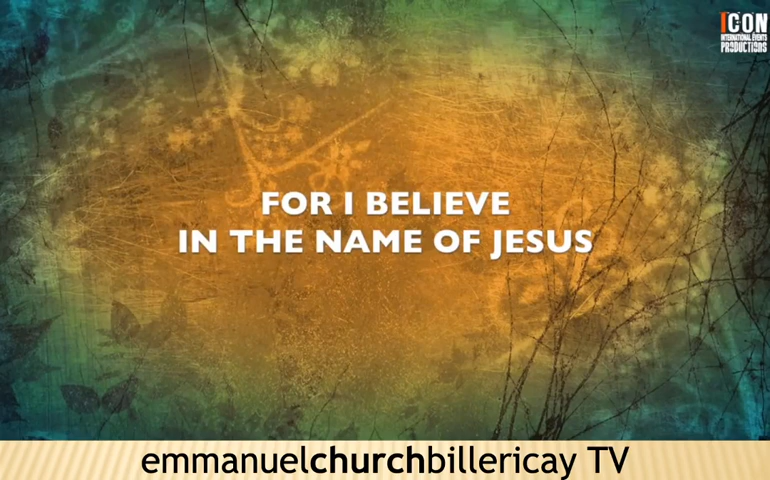 ICON
INTERNATIONAL EVENTS
PRODUCTIONS
FOR I BELIEVE
IN THE NAME OF JESUS
emmanuelchurchbillericay TV